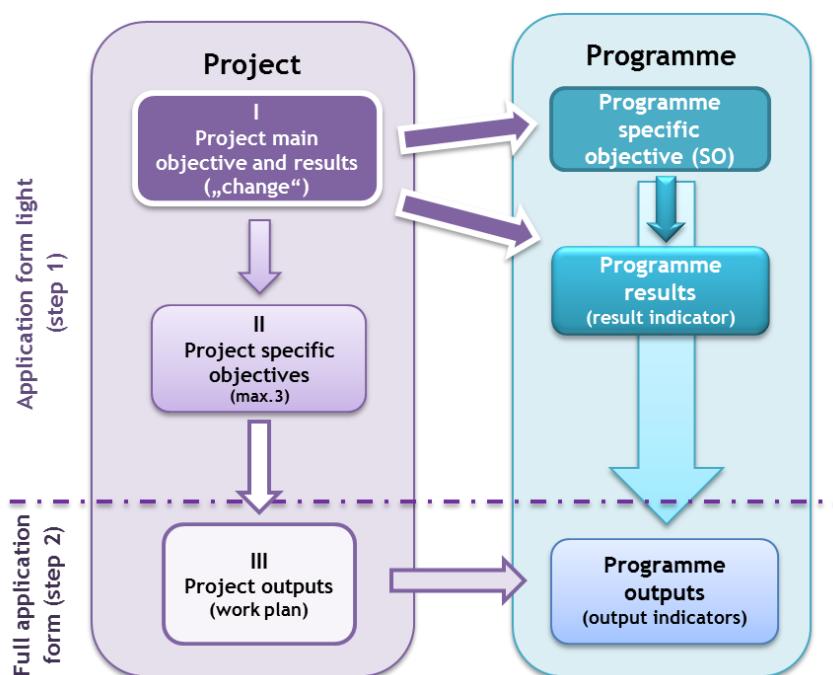 Project
I
Project main
objective and results
(„change“)
II
Project specific
objectives
(max.3)
III
Project outputs
(work plan)
Programme
Programme
specific
objective (SO)
Programme
results
(result indicator)
Programme
outputs
(output indicators)
Application form light
(step 1)
Full application
form (step 2)